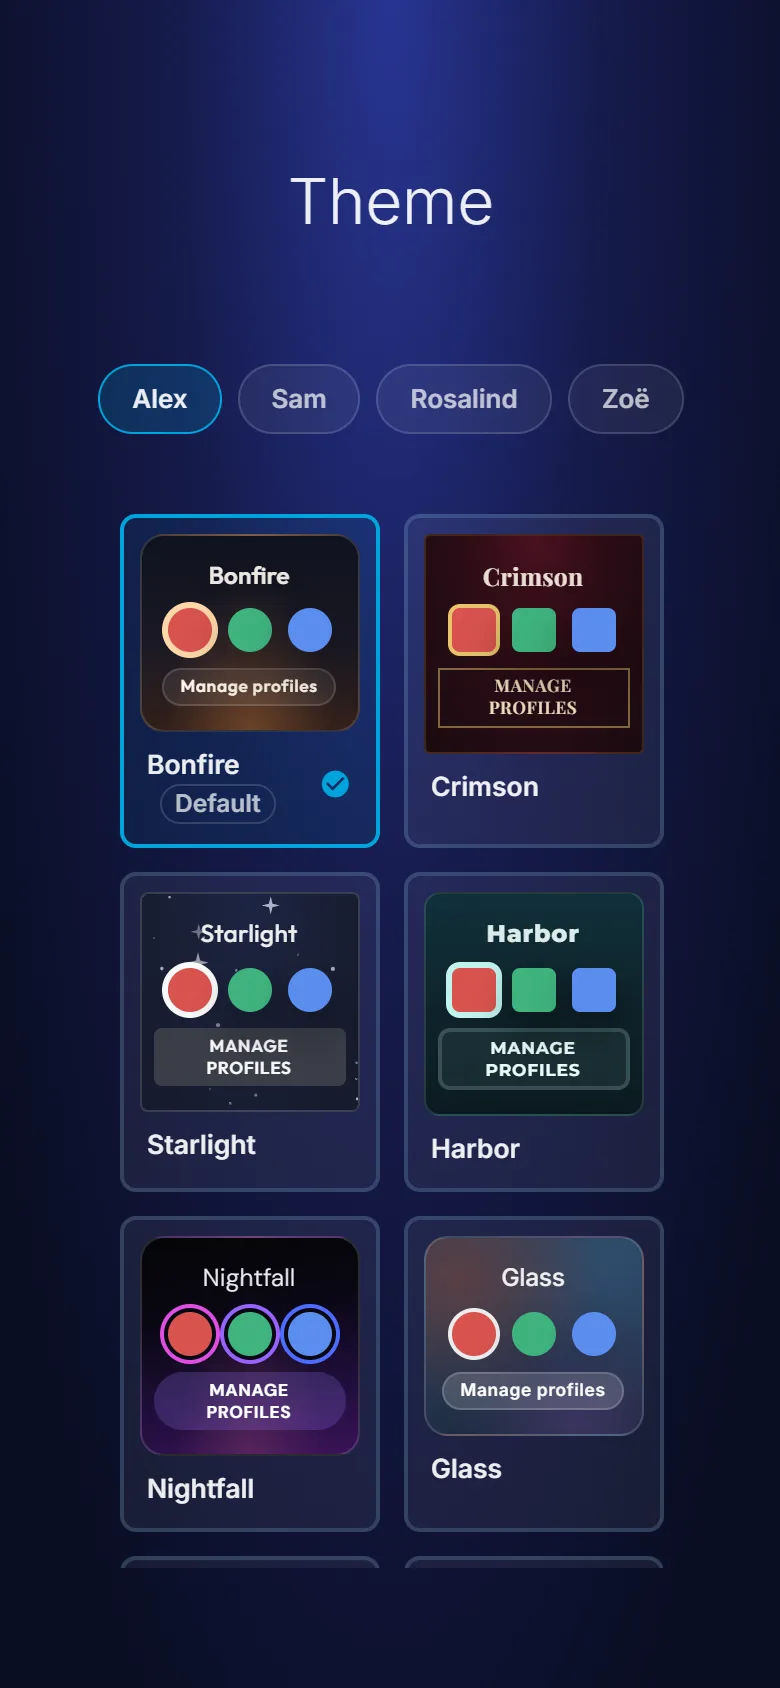 Theme
Alex Sam Rosalind Zoë
Bonfire
Manage profiles
Bonfire
Default
Crimson
MANAGE
PROFILES
Crimson
Starlight
MANAGE
PROFILES
Starlight
Harbor
MANAGE
PROFILES
Harbor
Nightfall
MANAGE
PROFILES
Nightfall
Glass
Manage profiles
Glass